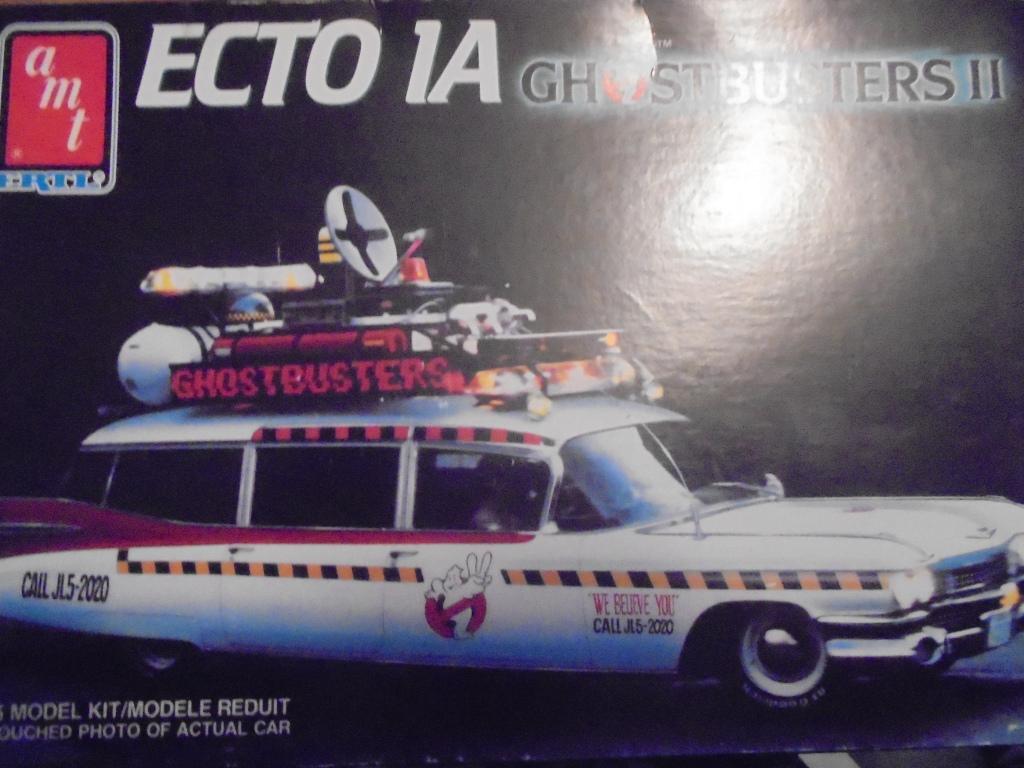 amt
ERTL
ECTO 1A
GHOSTBUSTERS II
GHOSTBUSTERS
CALL JL5-2020
"WE BELIEVE YOU"
CALL JL5-2020
MODEL KIT/MODELE REDUIT
PHOTO OF ACTUAL CAR